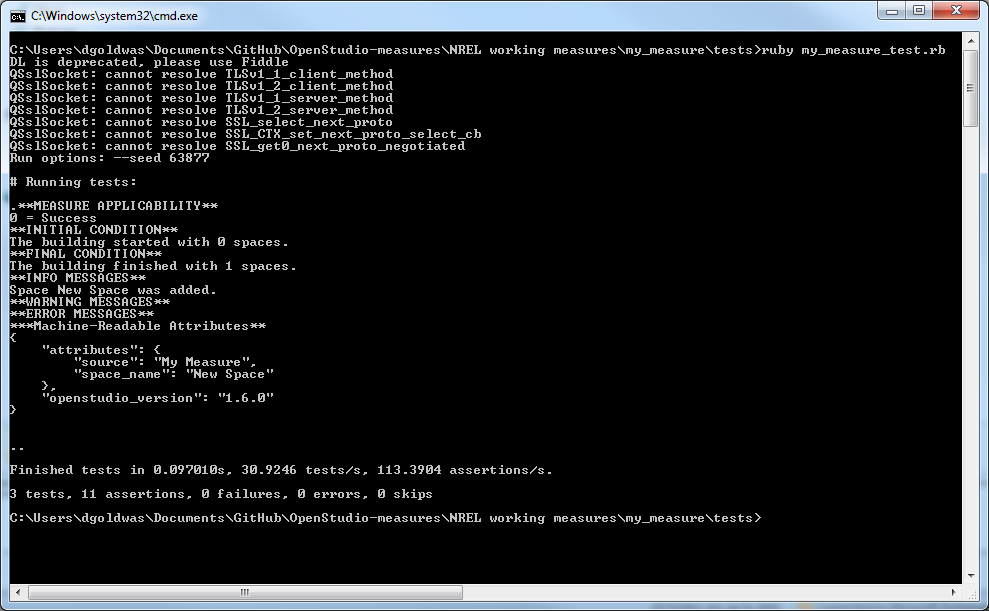 C:\Windows\system32\cmd.exe
C:\Users\dgoldwas\Documents\GitHub\OpenStudio-measures\NREL working measures\my_measure\tests>ruby my_measure_test.rb
DL is deprecated, please use Fiddle
QSslSocket: cannot resolve TLSv1_1_client_method
QSslSocket: cannot resolve TLSv1_2_client_method
QSslSocket: cannot resolve TLSv1_1_server_method
QSslSocket: cannot resolve TLSv1_2_server_method
QSslSocket: cannot resolve SSL_select_next_proto
QSslSocket: cannot resolve SSL_CTX_set_next_proto_select_cb
QSslSocket: cannot resolve SSL_get0_next_proto_negotiated
Run options: --seed 63877
# Running tests:
.**MEASURE APPLICABILITY**
0 = Success
**INITIAL CONDITION**
The building started with 0 spaces.
**FINAL CONDITION**
The building finished with 1 spaces.
**INFO MESSAGES**
Space New Space was added.
**WARNING MESSAGES**
**ERROR MESSAGES**
***Machine-Readable Attributes**
{
    "attributes": {
        "source": "My Measure",
        "space_name": "New Space"
    },
    "openstudio_version": "1.6.0"
}
..
Finished tests in 0.097010s, 30.9246 tests/s, 113.3904 assertions/s.
3 tests, 11 assertions, 0 failures, 0 errors, 0 skips
C:\Users\dgoldwas\Documents\GitHub\OpenStudio-measures\NREL working measures\my_measure\tests>